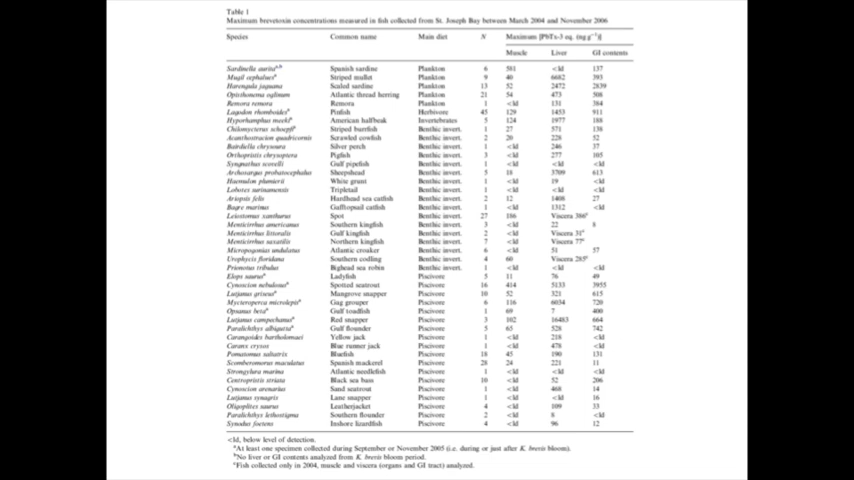 Table 1
Maximum brevetoxin concentrations measured in fish collected from St. Joseph Bay between March 2004 and November 2006
Species Common name Main diet N Maximum [PbTx-3 eq. (ng g⁻¹)]
Muscle Liver GI contents
Sardinella aurita a,b Spanish sardine Plankton 6 581 <ld 137
Mugil cephalus a Striped mullet Plankton 9 40 6682 393
Harengula jaguana Scaled sardine Plankton 13 52 2472 2839
Opisthonema oglinum Atlantic thread herring Plankton 21 54 473 508
Remora remora Remora Plankton 1 <ld 131 384
Lagodon rhomboides a Pinfish Herbivore 45 129 1453 911
Hyporhamphus meeki a American halfbeak Invertebrates 5 124 1977 188
Chilomycterus schoepfi b Striped burrfish Benthic invert. 1 27 571 138
Acanthostracion quadricornis Scrawled cowfish Benthic invert. 2 20 228 52
Bairdiella chrysoura Silver perch Benthic invert. 1 <ld 246 37
Orthopristis chrysoptera Pigfish Benthic invert. 3 <ld 277 105
Syngnathus scovelli Gulf pipefish Benthic invert. 1 <ld <ld <ld
Archosargus probatocephalus Sheepshead Benthic invert. 5 18 3709 613
Haemulon plumierii White grunt Benthic invert. 1 <ld 19 <ld
Lobotes surinamensis Tripletail Benthic invert. 1 <ld <ld <ld
Ariopsis felis Hardhead sea catfish Benthic invert. 2 12 1408 27
Bagre marinus Gafftopsail catfish Benthic invert. 1 <ld 1312 <ld
Leiostomus xanthurus Spot Benthic invert. 27 186 Viscera 386 c
Menticirrhus americanus Southern kingfish Benthic invert. 3 <ld 22 8
Menticirrhus littoralis Gulf kingfish Benthic invert. 2 <ld Viscera 31 c
Menticirrhus saxatilis Northern kingfish Benthic invert. 7 <ld Viscera 77 c
Micropogonias undulatus Atlantic croaker Benthic invert. 6 <ld 51 57
Urophycis floridana Southern codling Benthic invert. 4 60 Viscera 285 c
Prionotus tribulus Bighead sea robin Benthic invert. 1 <ld <ld <ld
Elops saurus a Ladyfish Piscivore 5 11 76 49
Cynoscion nebulosus a Spotted seatrout Piscivore 16 414 5133 3955
Lutjanus griseus a Mangrove snapper Piscivore 10 52 321 615
Mycteroperca microlepis a Gag grouper Piscivore 6 116 6034 720
Opsanus beta a Gulf toadfish Piscivore 1 69 7 400
Lutjanus campechanus a Red snapper Piscivore 3 102 16483 664
Paralichthys albigutta a Gulf flounder Piscivore 5 65 528 742
Carangoides bartholomaei Yellow jack Piscivore 1 <ld 218 <ld
Caranx crysos Blue runner jack Piscivore 1 <ld 478 <ld
Pomatomus saltatrix Bluefish Piscivore 18 45 190 131
Scomberomorus maculatus Spanish mackerel Piscivore 28 24 221 11
Strongylura marina Atlantic needlefish Piscivore 1 <ld <ld <ld
Centropristis striata Black sea bass Piscivore 10 <ld 52 206
Cynoscion arenarius Sand seatrout Piscivore 1 <ld 468 14
Lutjanus synagris Lane snapper Piscivore 1 <ld <ld 16
Oligoplites saurus Leatherjacket Piscivore 4 <ld 109 33
Paralichthys lethostigma Southern flounder Piscivore 2 <ld 8 <ld
Synodus foetens Inshore lizardfish Piscivore 4 <ld 96 12
<ld, below level of detection.
a At least one specimen collected during September or November 2005 (i.e. during or just after K. brevis bloom).
b No liver or GI contents analyzed from K. brevis bloom period.
c Fish collected only in 2004, muscle and viscera (organs and GI tract) analyzed.